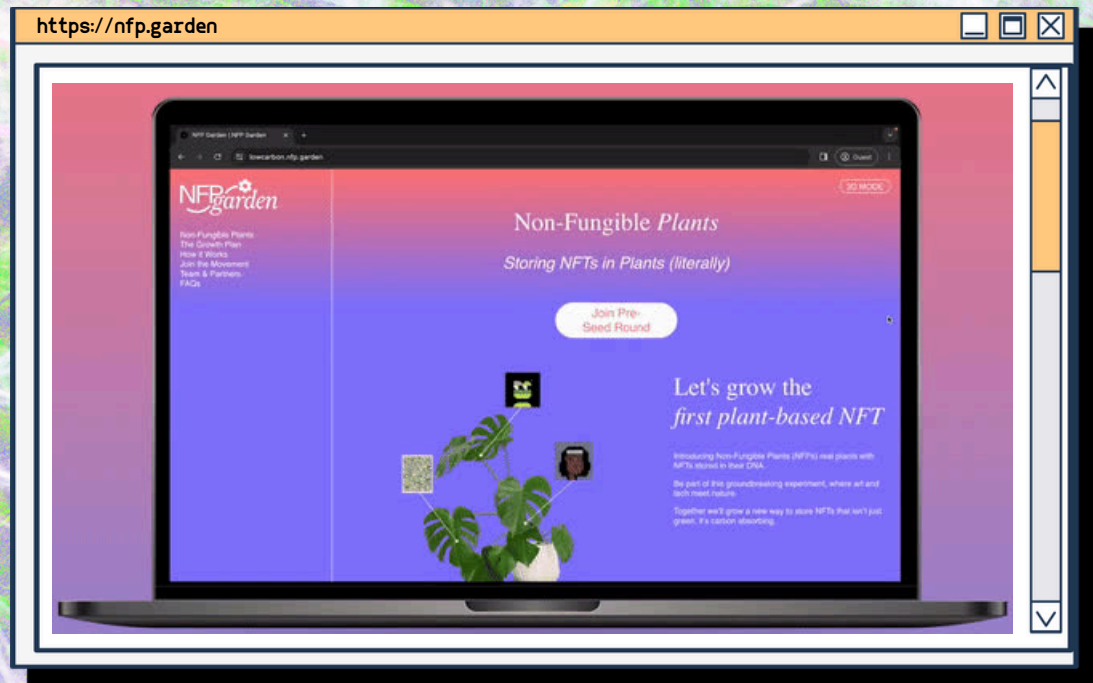 https://nfp.garden
NFP Garden | NFP Garden
lowcarbon.nfp.garden
Guest
NFPgarden
3D MODE
Non-Fungible Plants
The Growth Plan
How it Works
Join the Movement
Team & Partners
FAQs
Non-Fungible Plants
Storing NFTs in Plants (literally)
Join Pre-
Seed Round
Let's grow the
first plant-based NFT
Introducing Non-Fungible Plants (NFPs) real plants with
NFTs stored in their DNA.
Be part of this groundbreaking experiment, where art and
tech meet nature.
Together we'll grow a new way to store NFTs that isn't just
green, it's carbon absorbing.